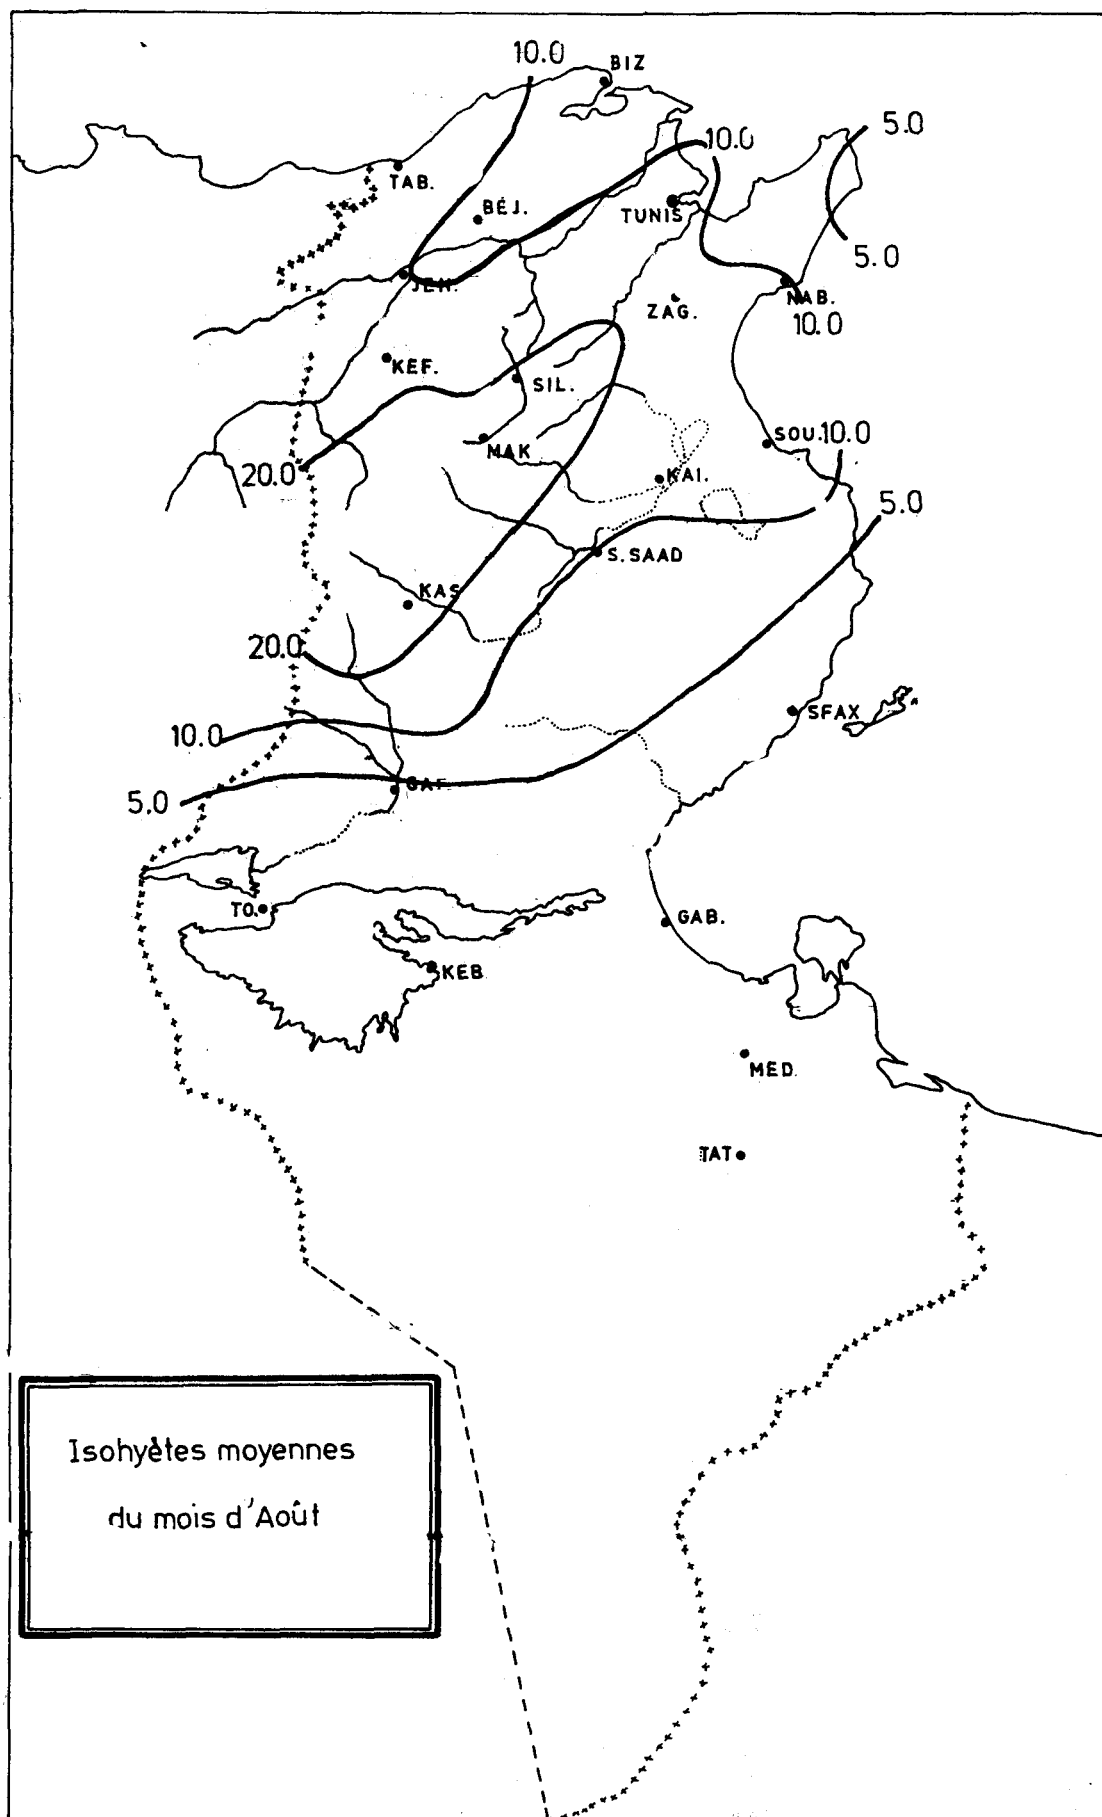 10.0
BIZ
5.0
10.0
TAB.
BÉJ.
TUNIS
5.0
JEN.
NAB.
ZAG.
10.0
KEF.
SIL.
SOU.
10.0
MAK
20.0
KAI.
5.0
S.SAAD
KAS
20.0
SFAX
10.0
GAF
5.0
TO.
GAB.
KEB
MED.
TAT
Isohyètes moyennes
du mois d'Août